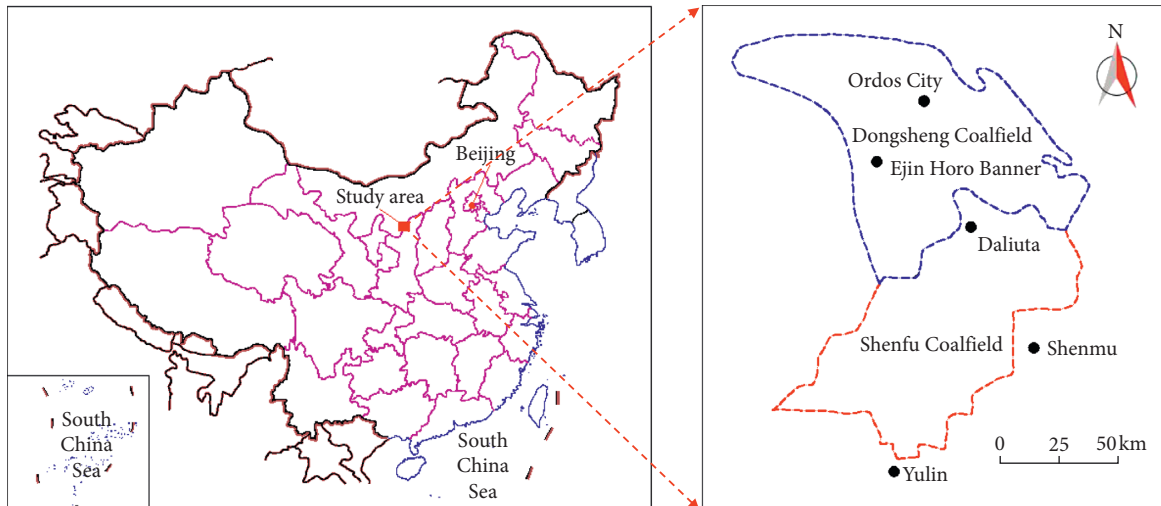 Beijing
Study area
South
China
Sea
South
China
Sea
N
Ordos City
Dongsheng Coalfield
Ejin Horo Banner
Daliuta
Shenfu Coalfield
Shenmu
0 25 50 km
Yulin